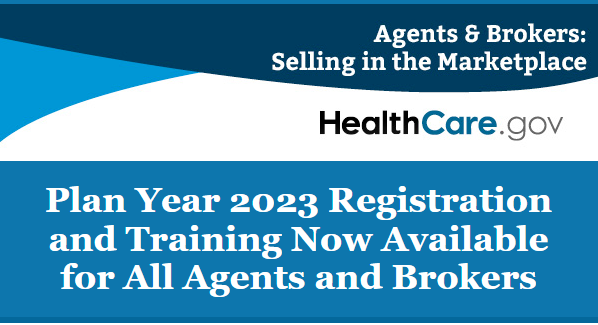 Agents & Brokers:
Selling in the Marketplace
HealthCare.gov
Plan Year 2023 Registration
and Training Now Available
for All Agents and Brokers